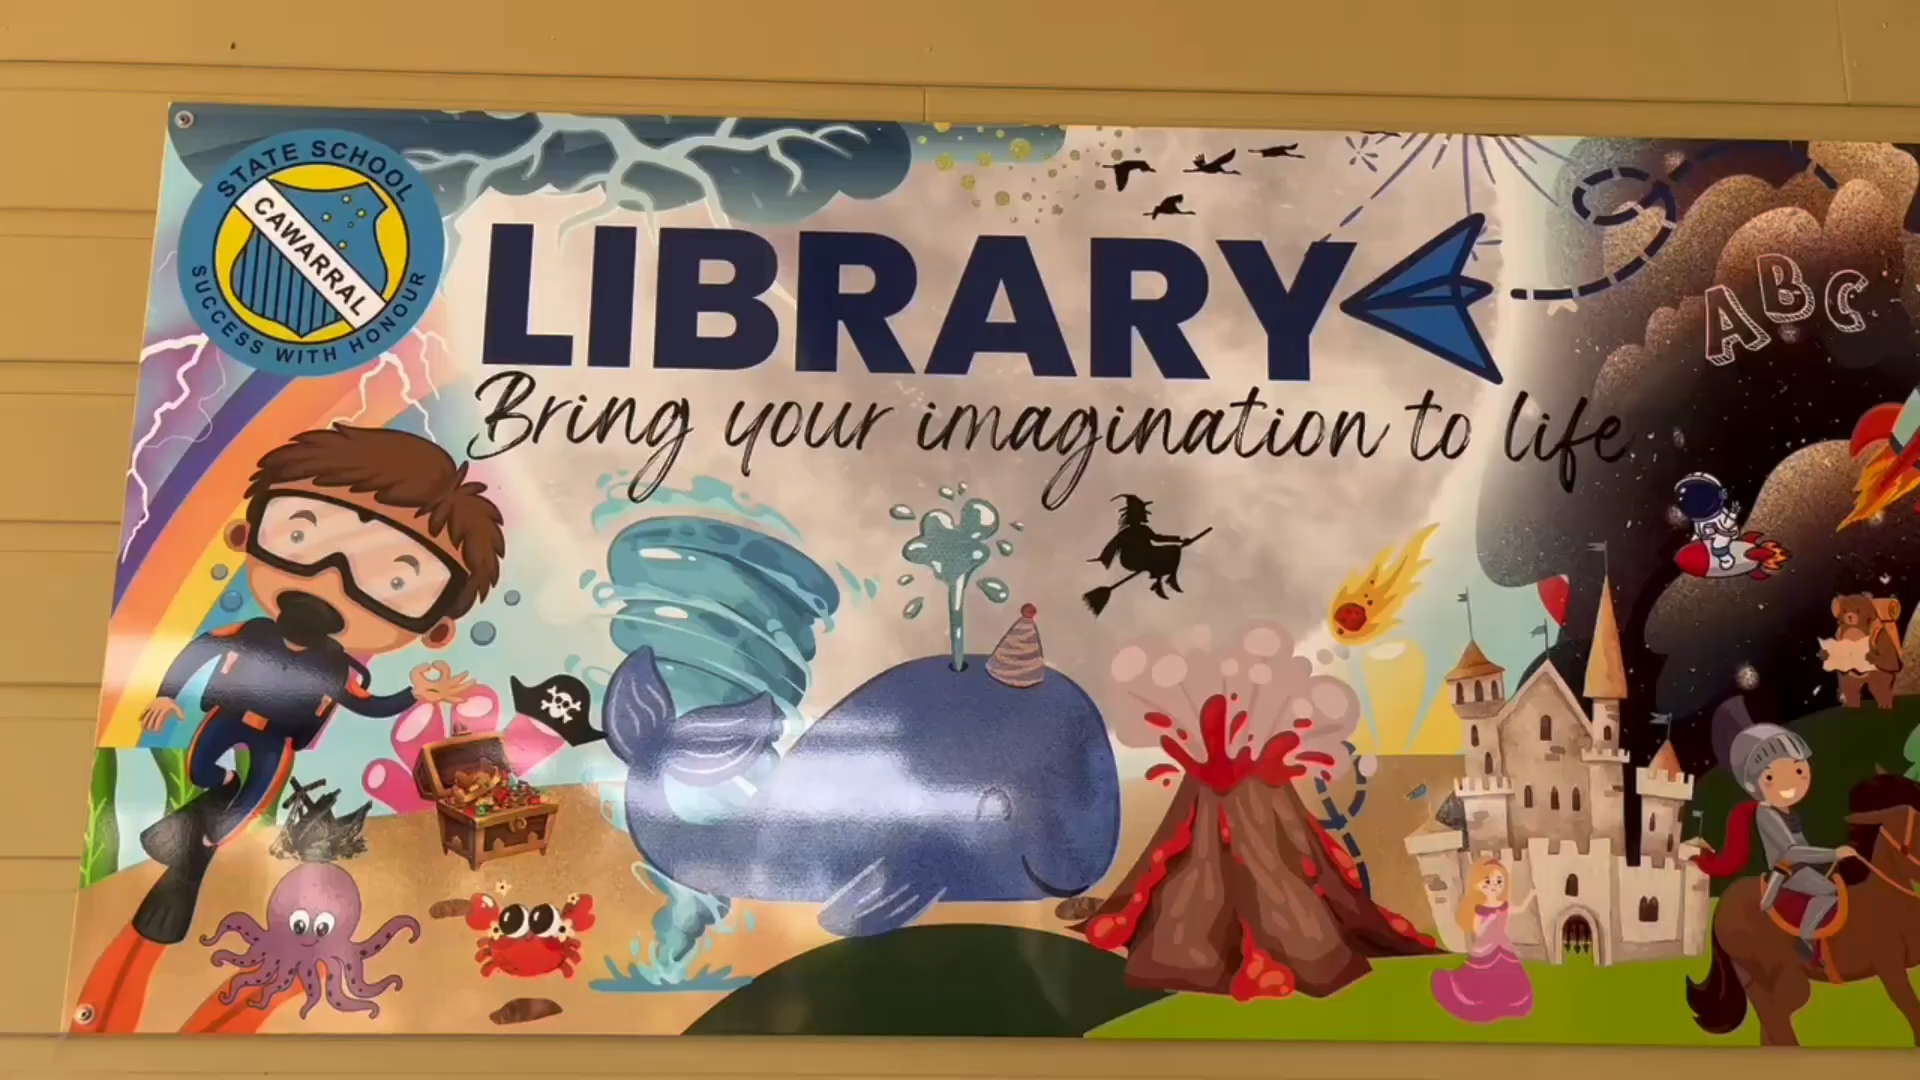 STATE SCHOOL
CAWARRAL
SUCCESS WITH HONOUR
LIBRARY
Bring your imagination to life
ABC